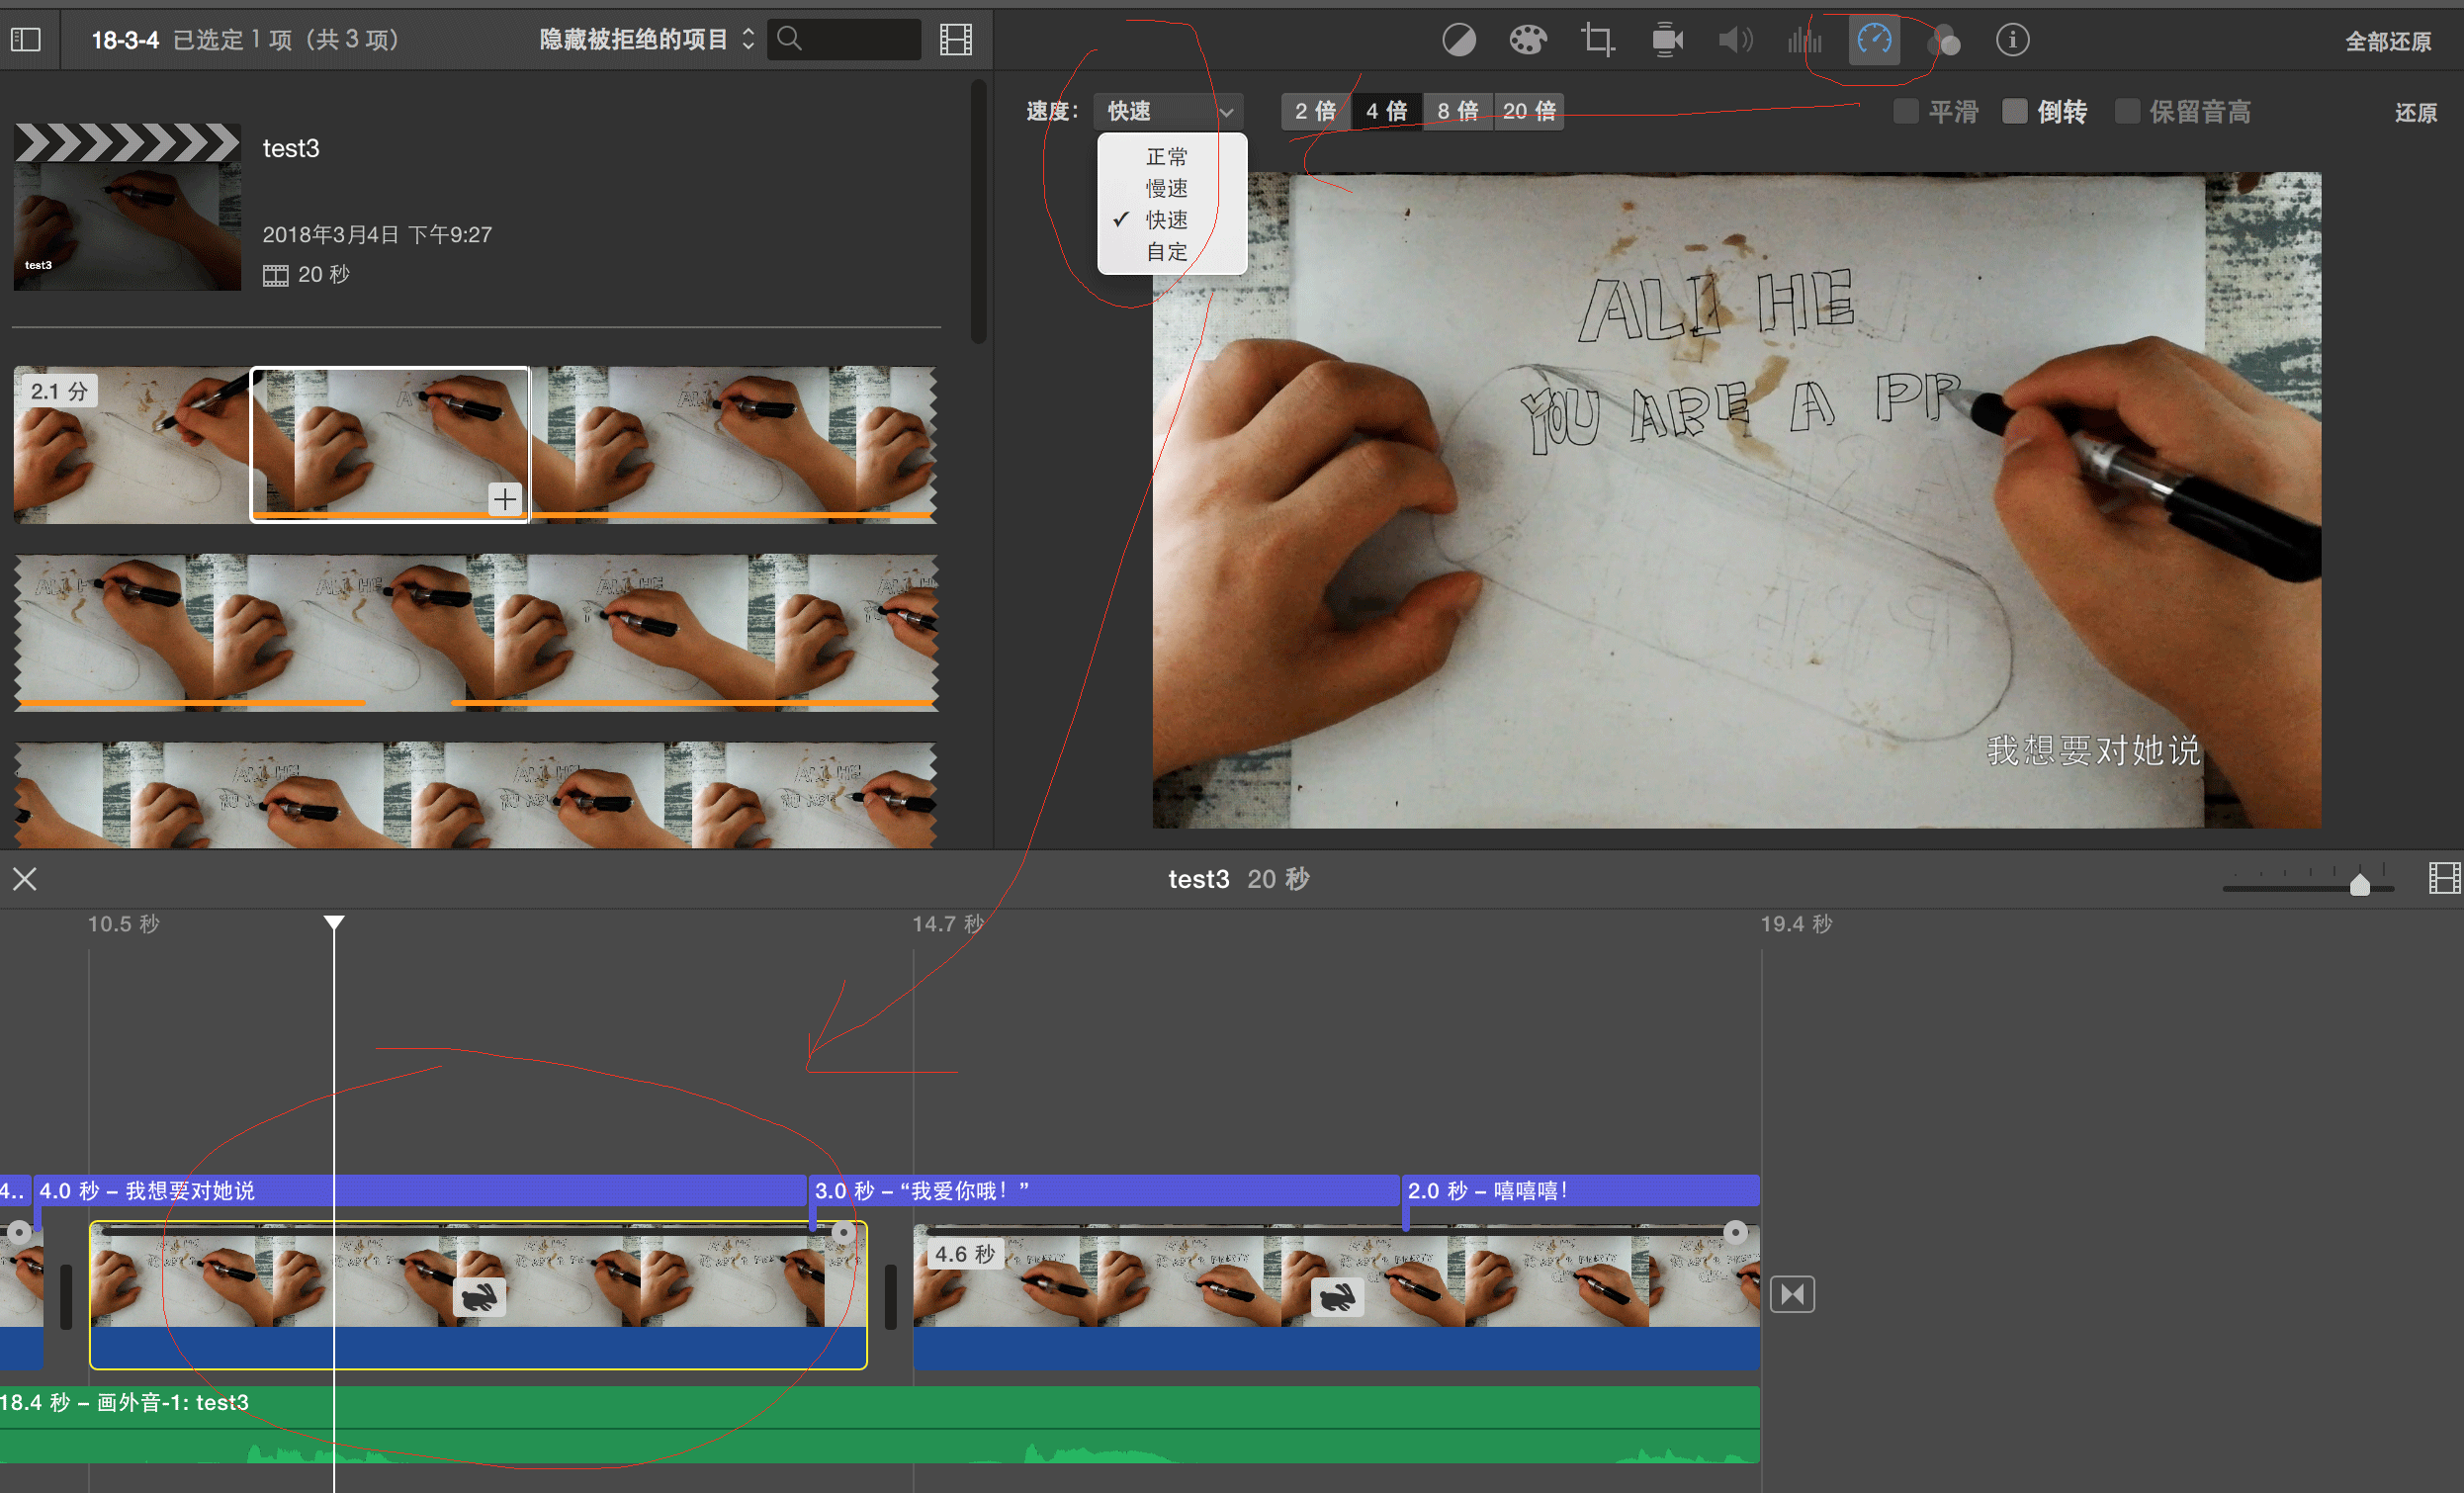 18-3-4 已选定 1 项（共 3 项）
隐藏被拒绝的项目
全部还原
速度：
快速
2 倍
4 倍
8 倍
20 倍
平滑
倒转
保留音高
还原
正常
慢速
✓ 快速
自定
test3
2018年3月4日 下午9:27
20 秒
test3
2.1 分
ALI HE
YOU ARE A PP
我想要对她说
test3 20 秒
10.5 秒
14.7 秒
19.4 秒
4..
4.0 秒 – 我想要对她说
3.0 秒 – “我爱你哦！”
2.0 秒 – 嘻嘻嘻！
4.6 秒
18.4 秒 – 画外音-1: test3